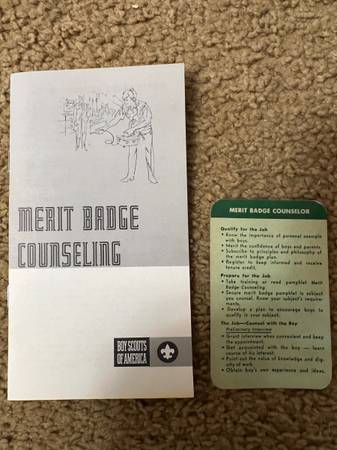 MERIT BADGE
COUNSELING
BOY SCOUTS
OF AMERICA
MERIT BADGE COUNSELOR
Qualify for the Job
• Know the importance of personal example
with boys.
• Merit the confidence of boys and parents.
• Subscribe to principles and philosophy of
the merit badge plan.
• Register to keep informed and receive
tenure credit.
Prepare for the Job
• Take training or read pamphlet Merit
Badge Counseling
• Secure merit badge pamphlet in subject
you counsel. Know your subject's require-
ments.
• Develop a plan to encourage boys to
qualify in your subject.
The Job—Counsel with the Boy
Preliminary Interview
• Grant interview when convenient and keep
the appointment.
• Get acquainted with the boy — learn
source of his interest.
• Point out the value of knowledge and dig-
nity of work.
• Obtain boy's own experience and ideas.